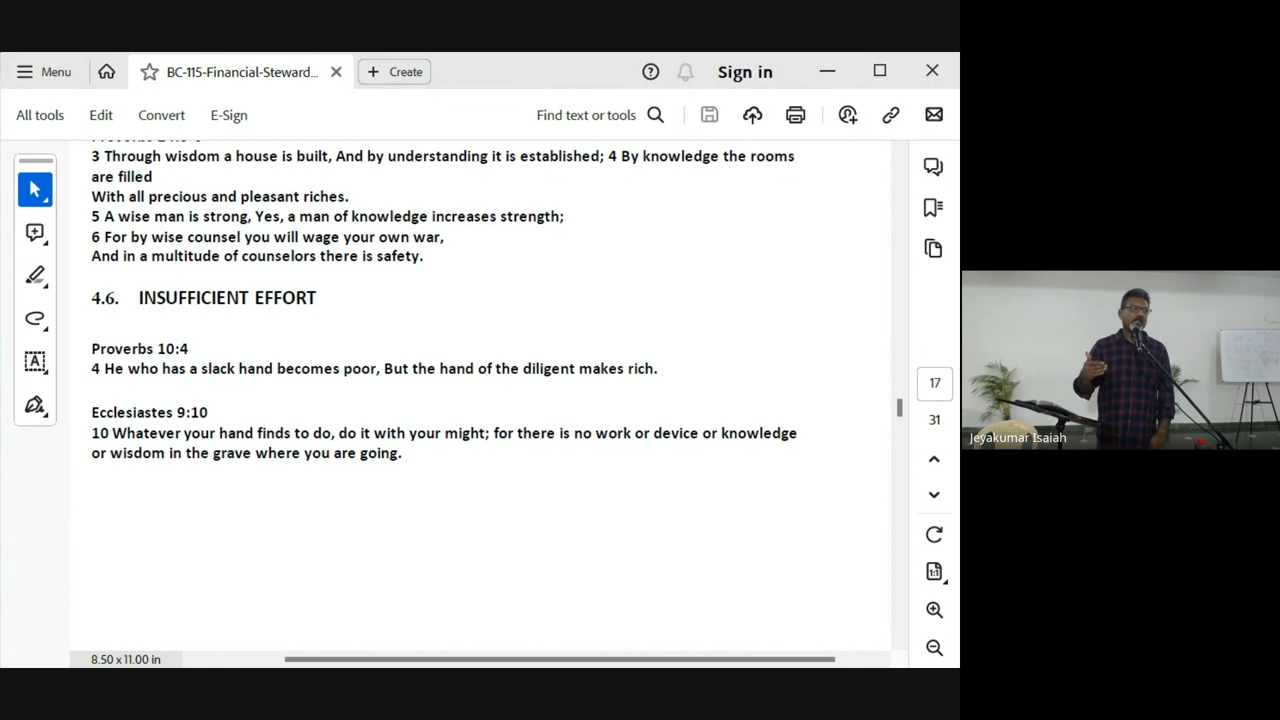 Menu
BC-115-Financial-Steward...
Create
Sign in
All tools
Edit
Convert
E-Sign
Find text or tools
3 Through wisdom a house is built, And by understanding it is established; 4 By knowledge the rooms
are filled
With all precious and pleasant riches.
5 A wise man is strong, Yes, a man of knowledge increases strength;
6 For by wise counsel you will wage your own war,
And in a multitude of counselors there is safety.
4.6. INSUFFICIENT EFFORT
Proverbs 10:4
4 He who has a slack hand becomes poor, But the hand of the diligent makes rich.
Ecclesiastes 9:10
10 Whatever your hand finds to do, do it with your might; for there is no work or device or knowledge
or wisdom in the grave where you are going.
17
31
1:1
8.50 x 11.00 in
Jeyakumar Isaiah